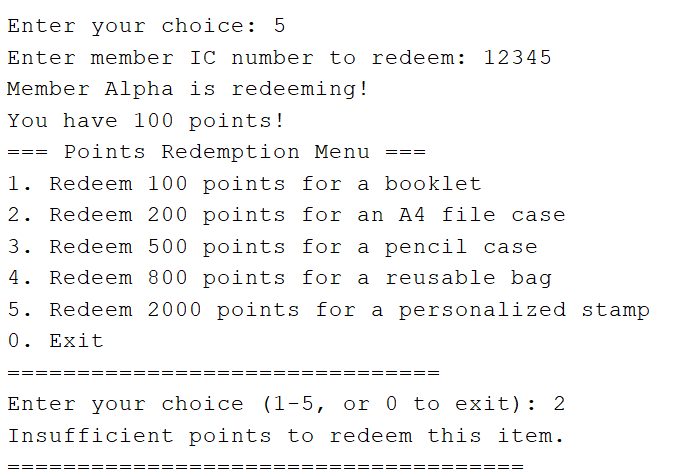 Enter your choice: 5
Enter member IC number to redeem: 12345
Member Alpha is redeeming!
You have 100 points!
=== Points Redemption Menu ===
1. Redeem 100 points for a booklet
2. Redeem 200 points for an A4 file case
3. Redeem 500 points for a pencil case
4. Redeem 800 points for a reusable bag
5. Redeem 2000 points for a personalized stamp
0. Exit
===============================
Enter your choice (1-5, or 0 to exit): 2
Insufficient points to redeem this item.
=====================================